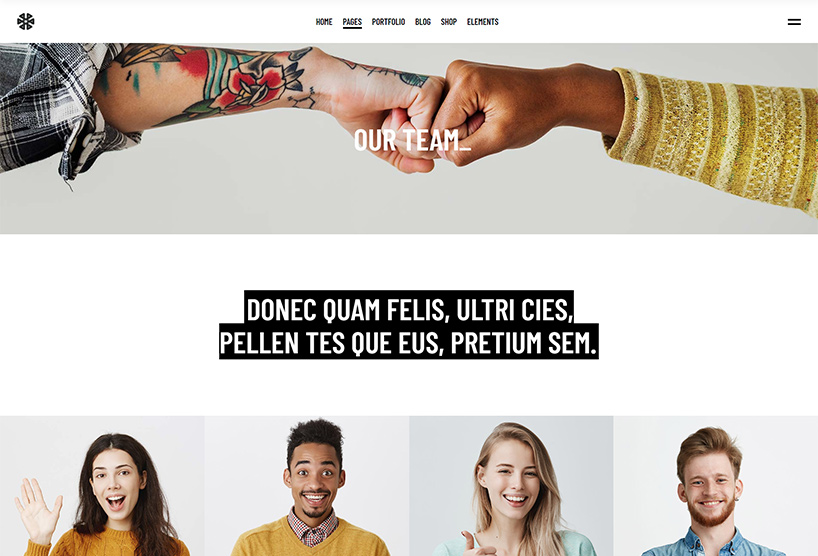 HOME PAGES PORTFOLIO BLOG SHOP ELEMENTS
OUR TEAM_
DONEC QUAM FELIS, ULTRI CIES,
PELLEN TES QUE EUS, PRETIUM SEM.